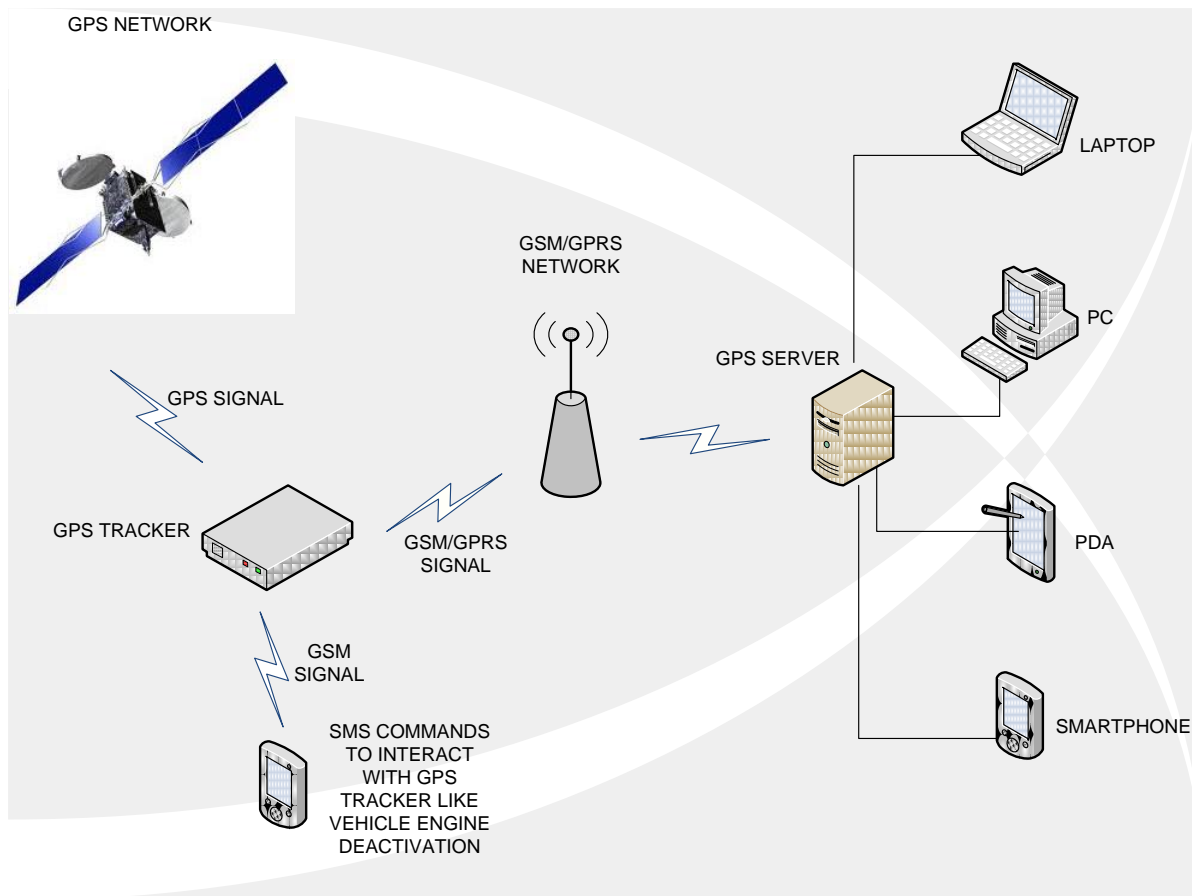 GPS NETWORK
LAPTOP
GSM/GPRS
NETWORK
PC
GPS SERVER
GPS SIGNAL
GPS TRACKER
GSM/GPRS
SIGNAL
PDA
GSM
SIGNAL
SMS COMMANDS
TO INTERACT
WITH GPS
TRACKER LIKE
VEHICLE ENGINE
DEACTIVATION
SMARTPHONE